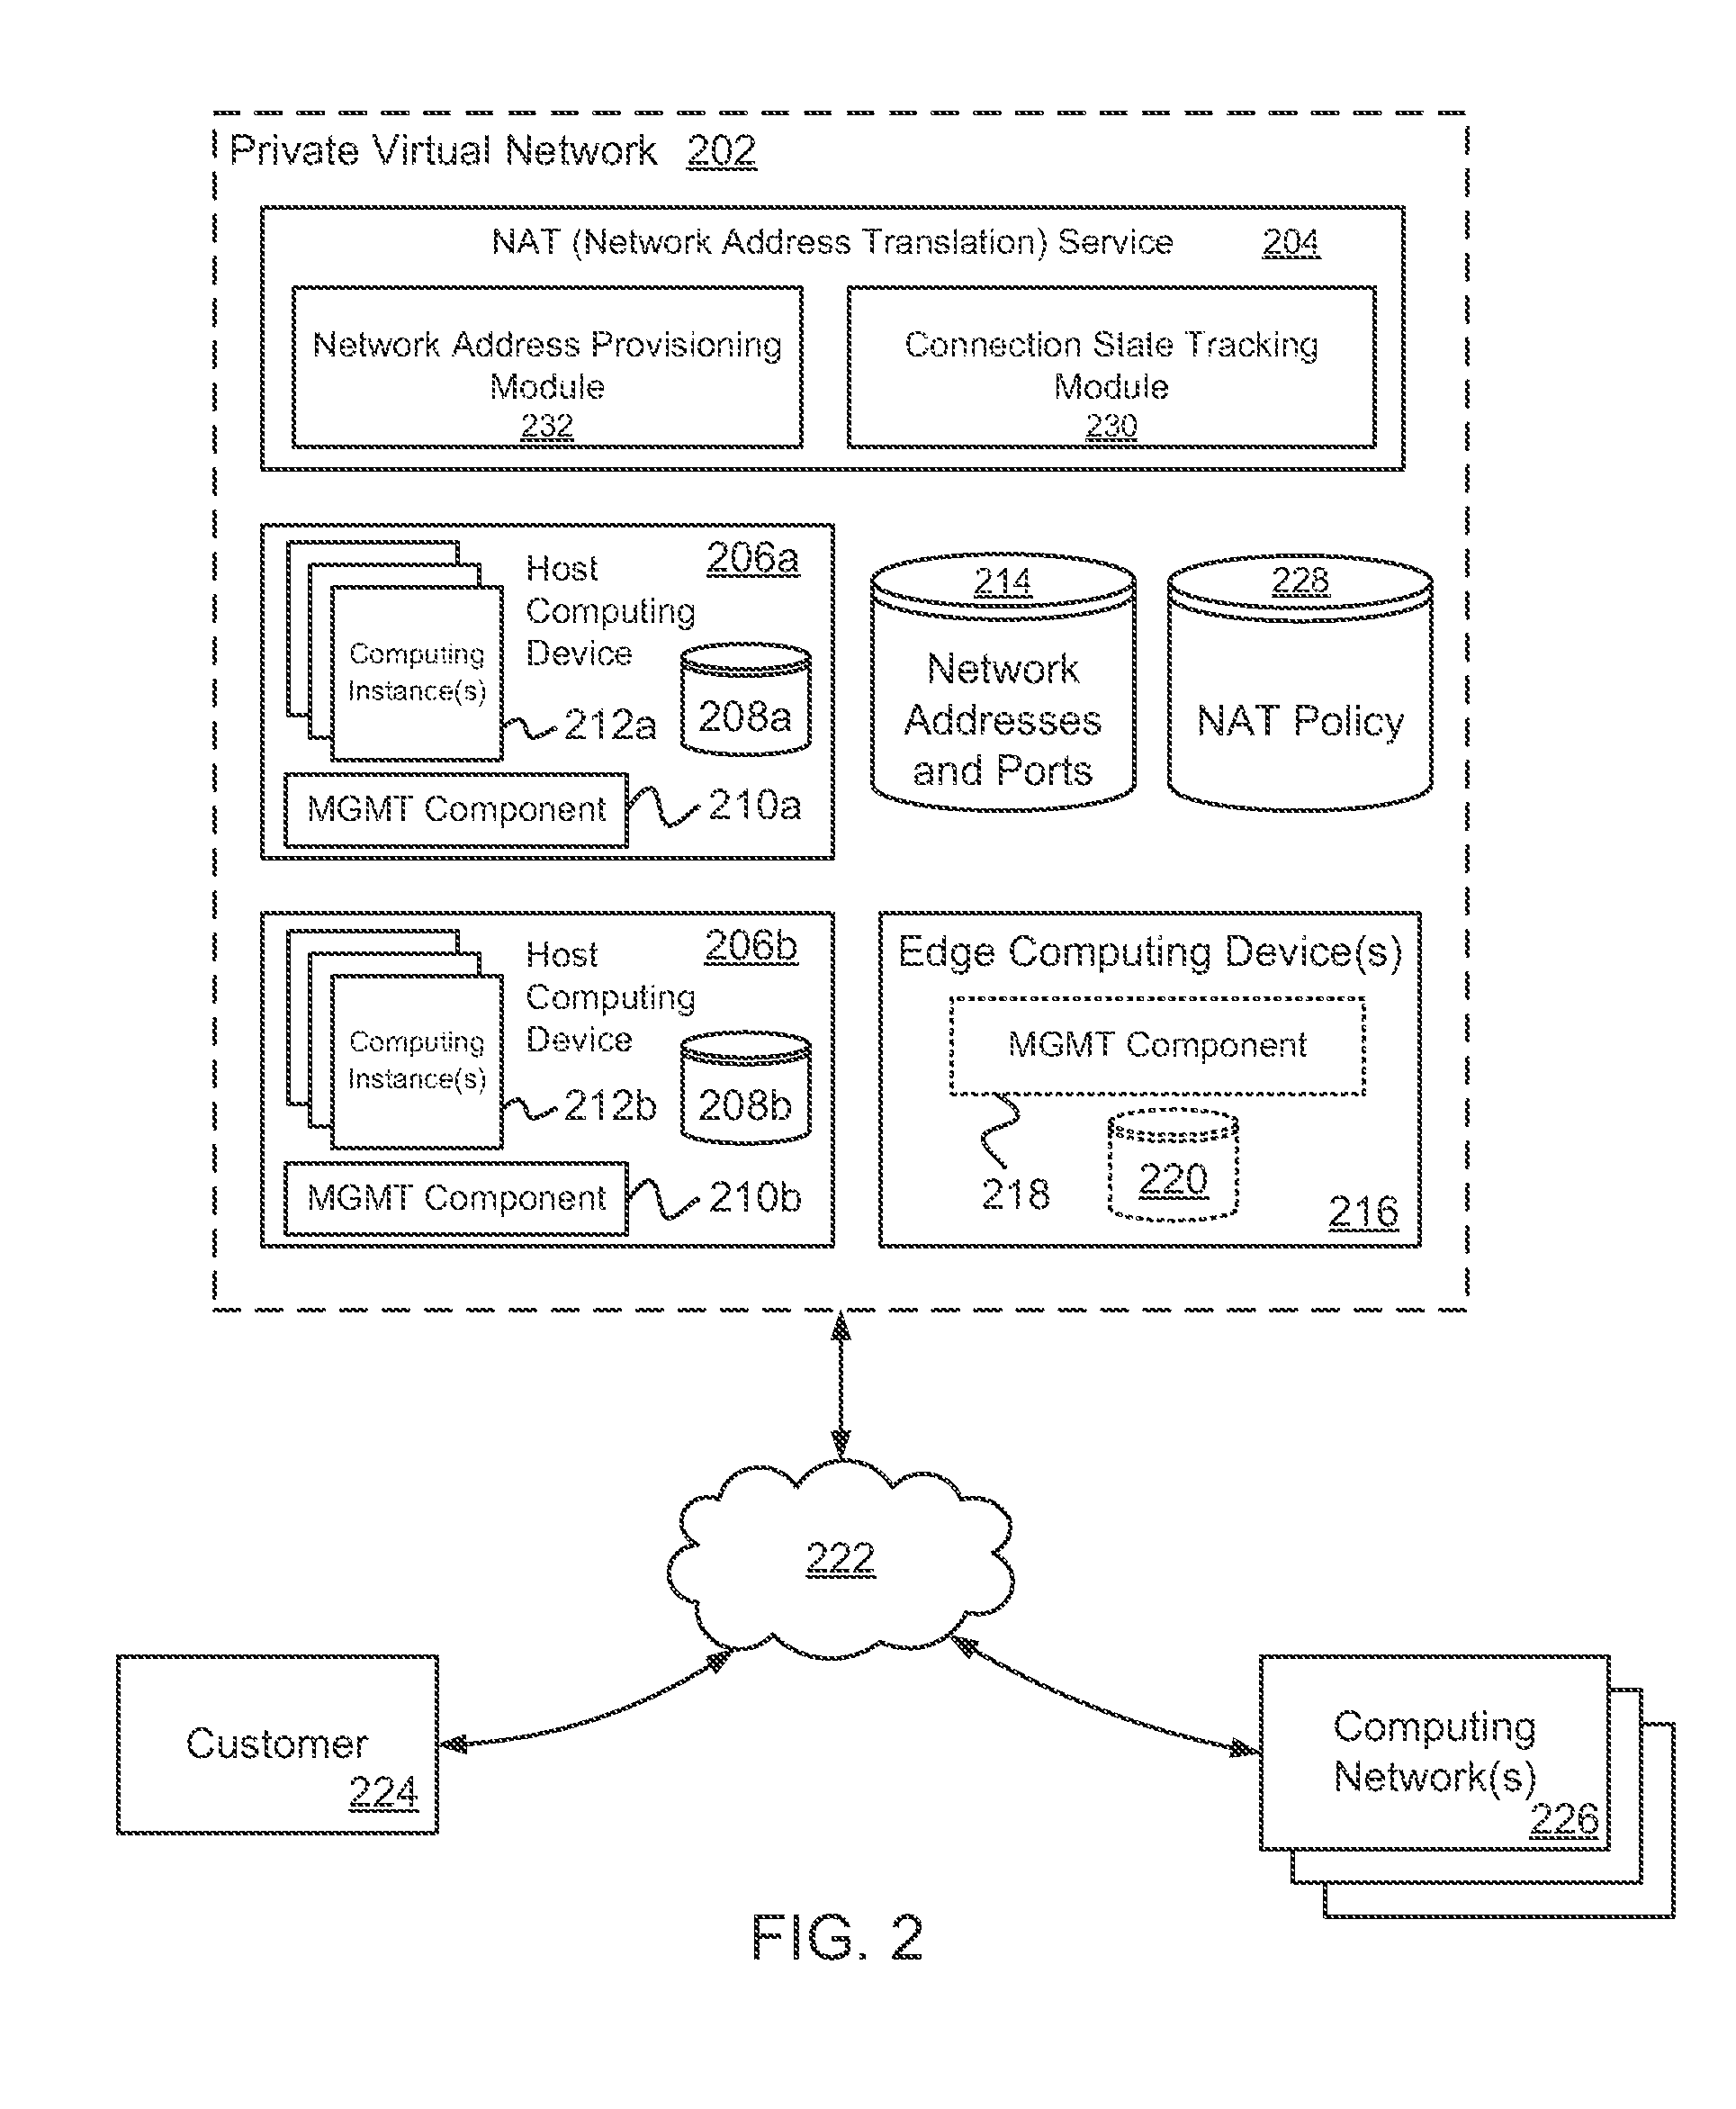 Private Virtual Network 202
NAT (Network Address Translation) Service 204
Network Address Provisioning
Module
232
Connection State Tracking
Module
230
206a
Host
Computing
Device
Computing
Instance(s)
212a
208a
MGMT Component
210a
214
Network
Addresses
and Ports
228
NAT Policy
206b
Host
Computing
Device
Computing
Instance(s)
212b
208b
MGMT Component
210b
Edge Computing Device(s)
MGMT Component
218
220
216
222
Customer
224
Computing
Network(s)
226
FIG. 2